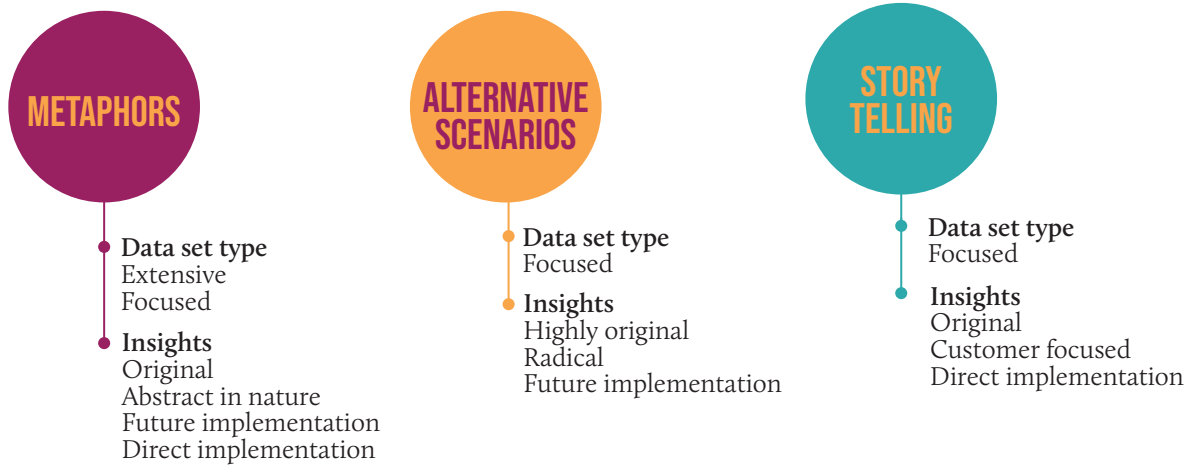 METAPHORS
Data set type
Extensive
Focused
Insights
Original
Abstract in nature
Future implementation
Direct implementation
ALTERNATIVE
SCENARIOS
Data set type
Focused
Insights
Highly original
Radical
Future implementation
STORY
TELLING
Data set type
Focused
Insights
Original
Customer focused
Direct implementation